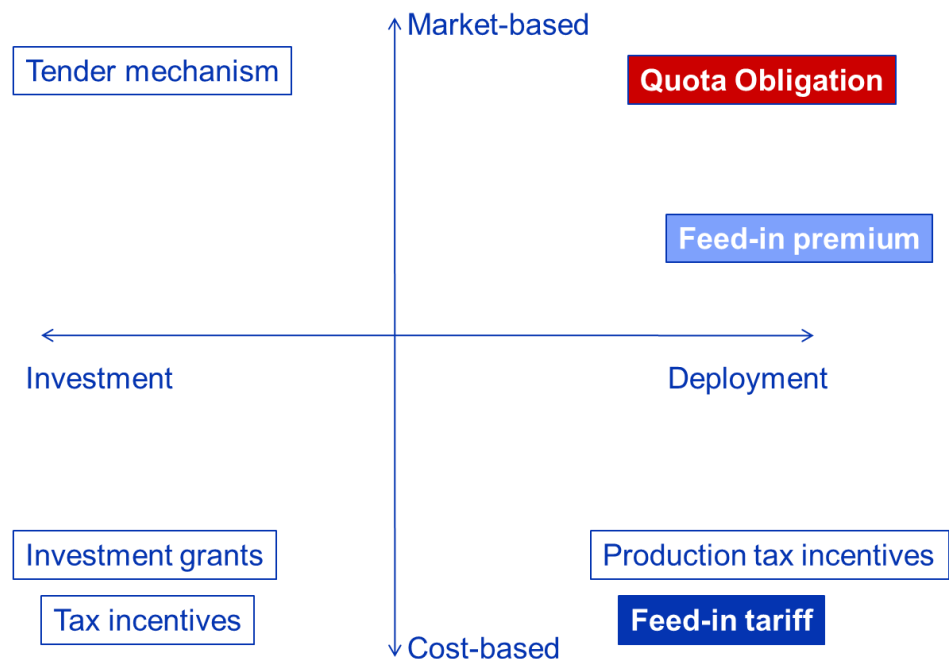 Market-based
Tender mechanism
Quota Obligation
Feed-in premium
Investment
Deployment
Investment grants
Production tax incentives
Tax incentives
Feed-in tariff
Cost-based